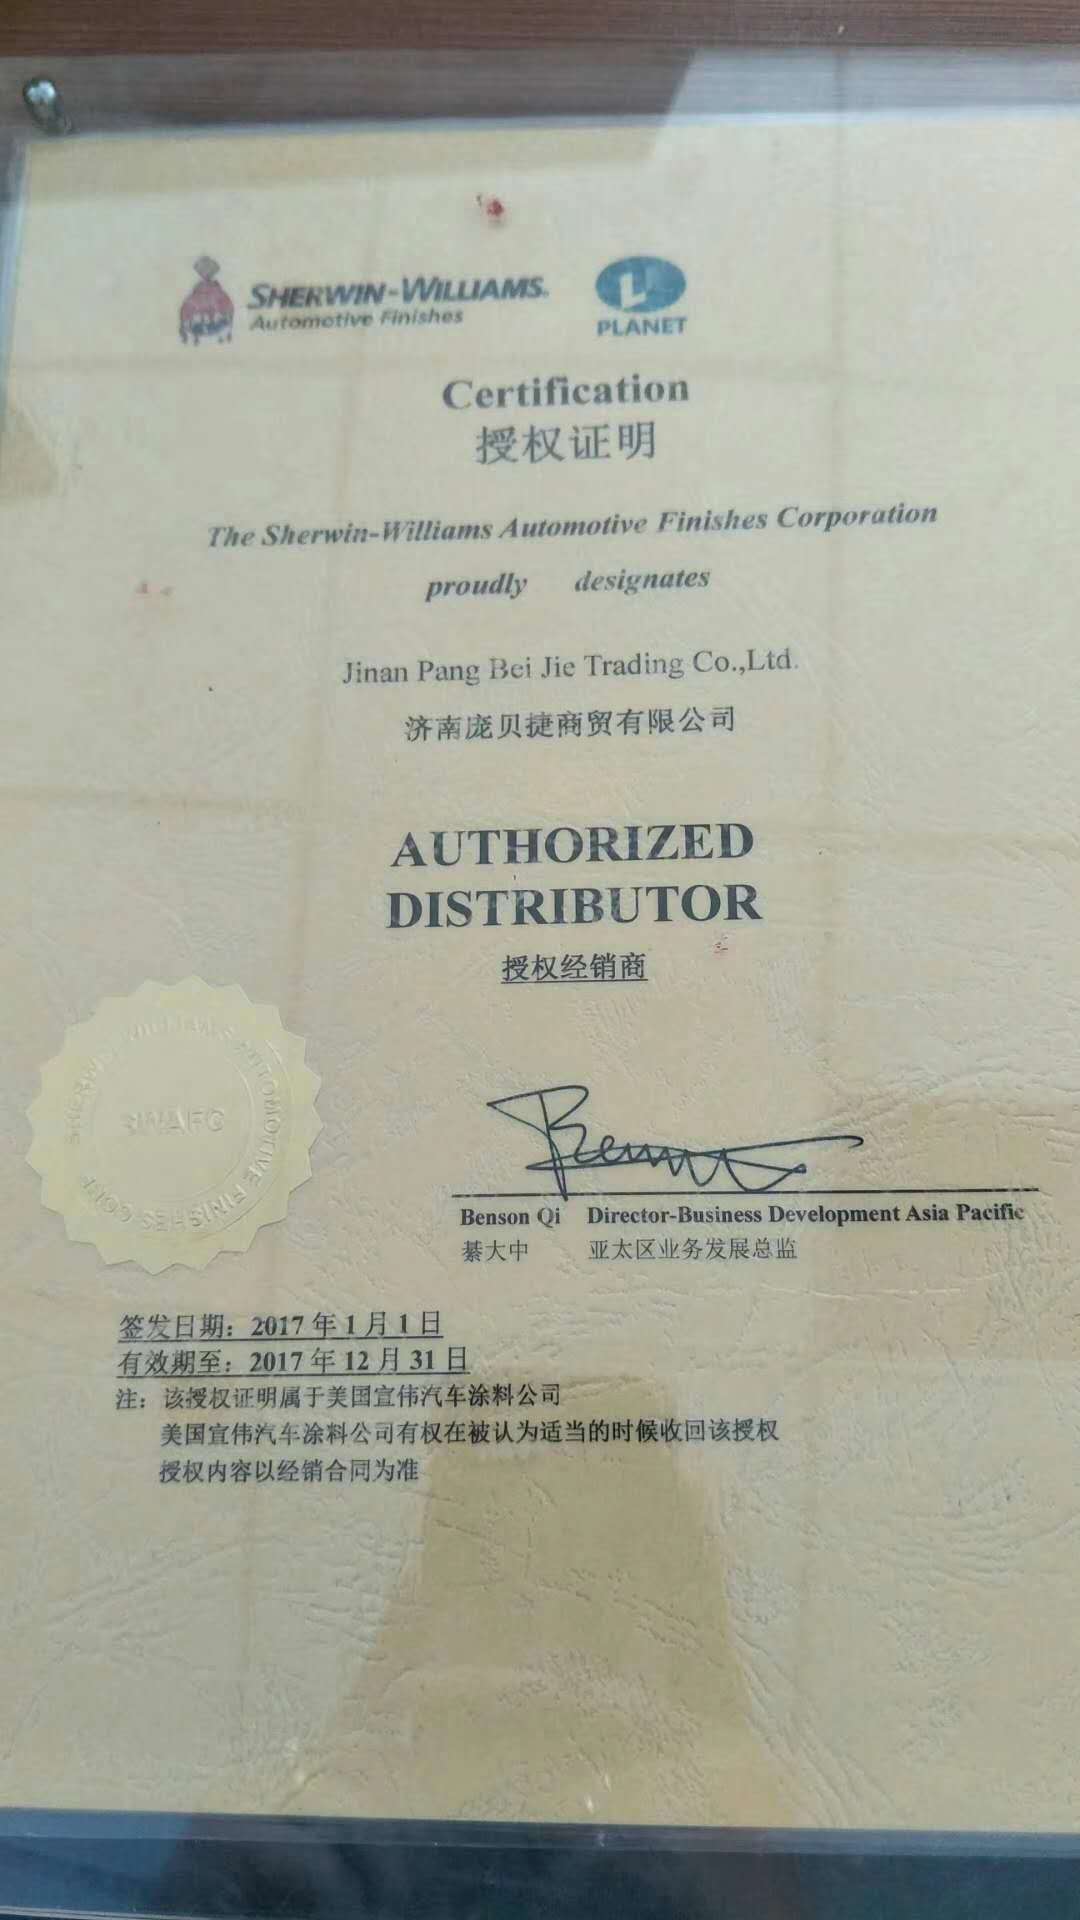 SHERWIN-WILLIAMS.
Automotive Finishes
PLANET
Certification
授权证明
The Sherwin-Williams Automotive Finishes Corporation
proudly designates
Jinan Pang Bei Jie Trading Co.,Ltd.
济南庞贝捷商贸有限公司
AUTHORIZED
DISTRIBUTOR
授权经销商
SHERWIN-WILLIAMS AUTOMOTIVE FINISHES CORP.
SWAFC
Benson Qi Director-Business Development Asia Pacific
綦大中 亚太区业务发展总监
签发日期：2017年1月1日
有效期至：2017年12月31日
注：该授权证明属于美国宣伟汽车涂料公司
美国宣伟汽车涂料公司有权在被认为适当的时候收回该授权
授权内容以经销合同为准